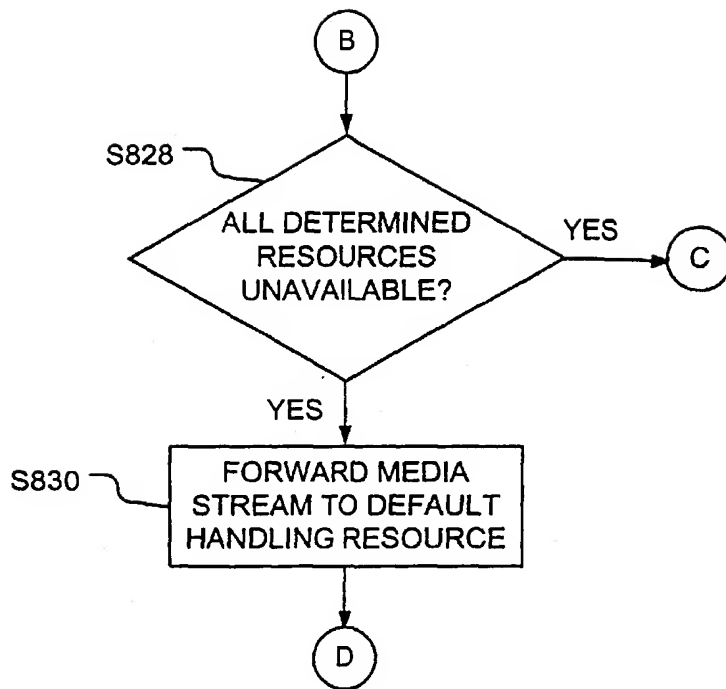 B
S828
ALL DETERMINED
RESOURCES
UNAVAILABLE?
YES
C
YES
S830
FORWARD MEDIA
STREAM TO DEFAULT
HANDLING RESOURCE
D